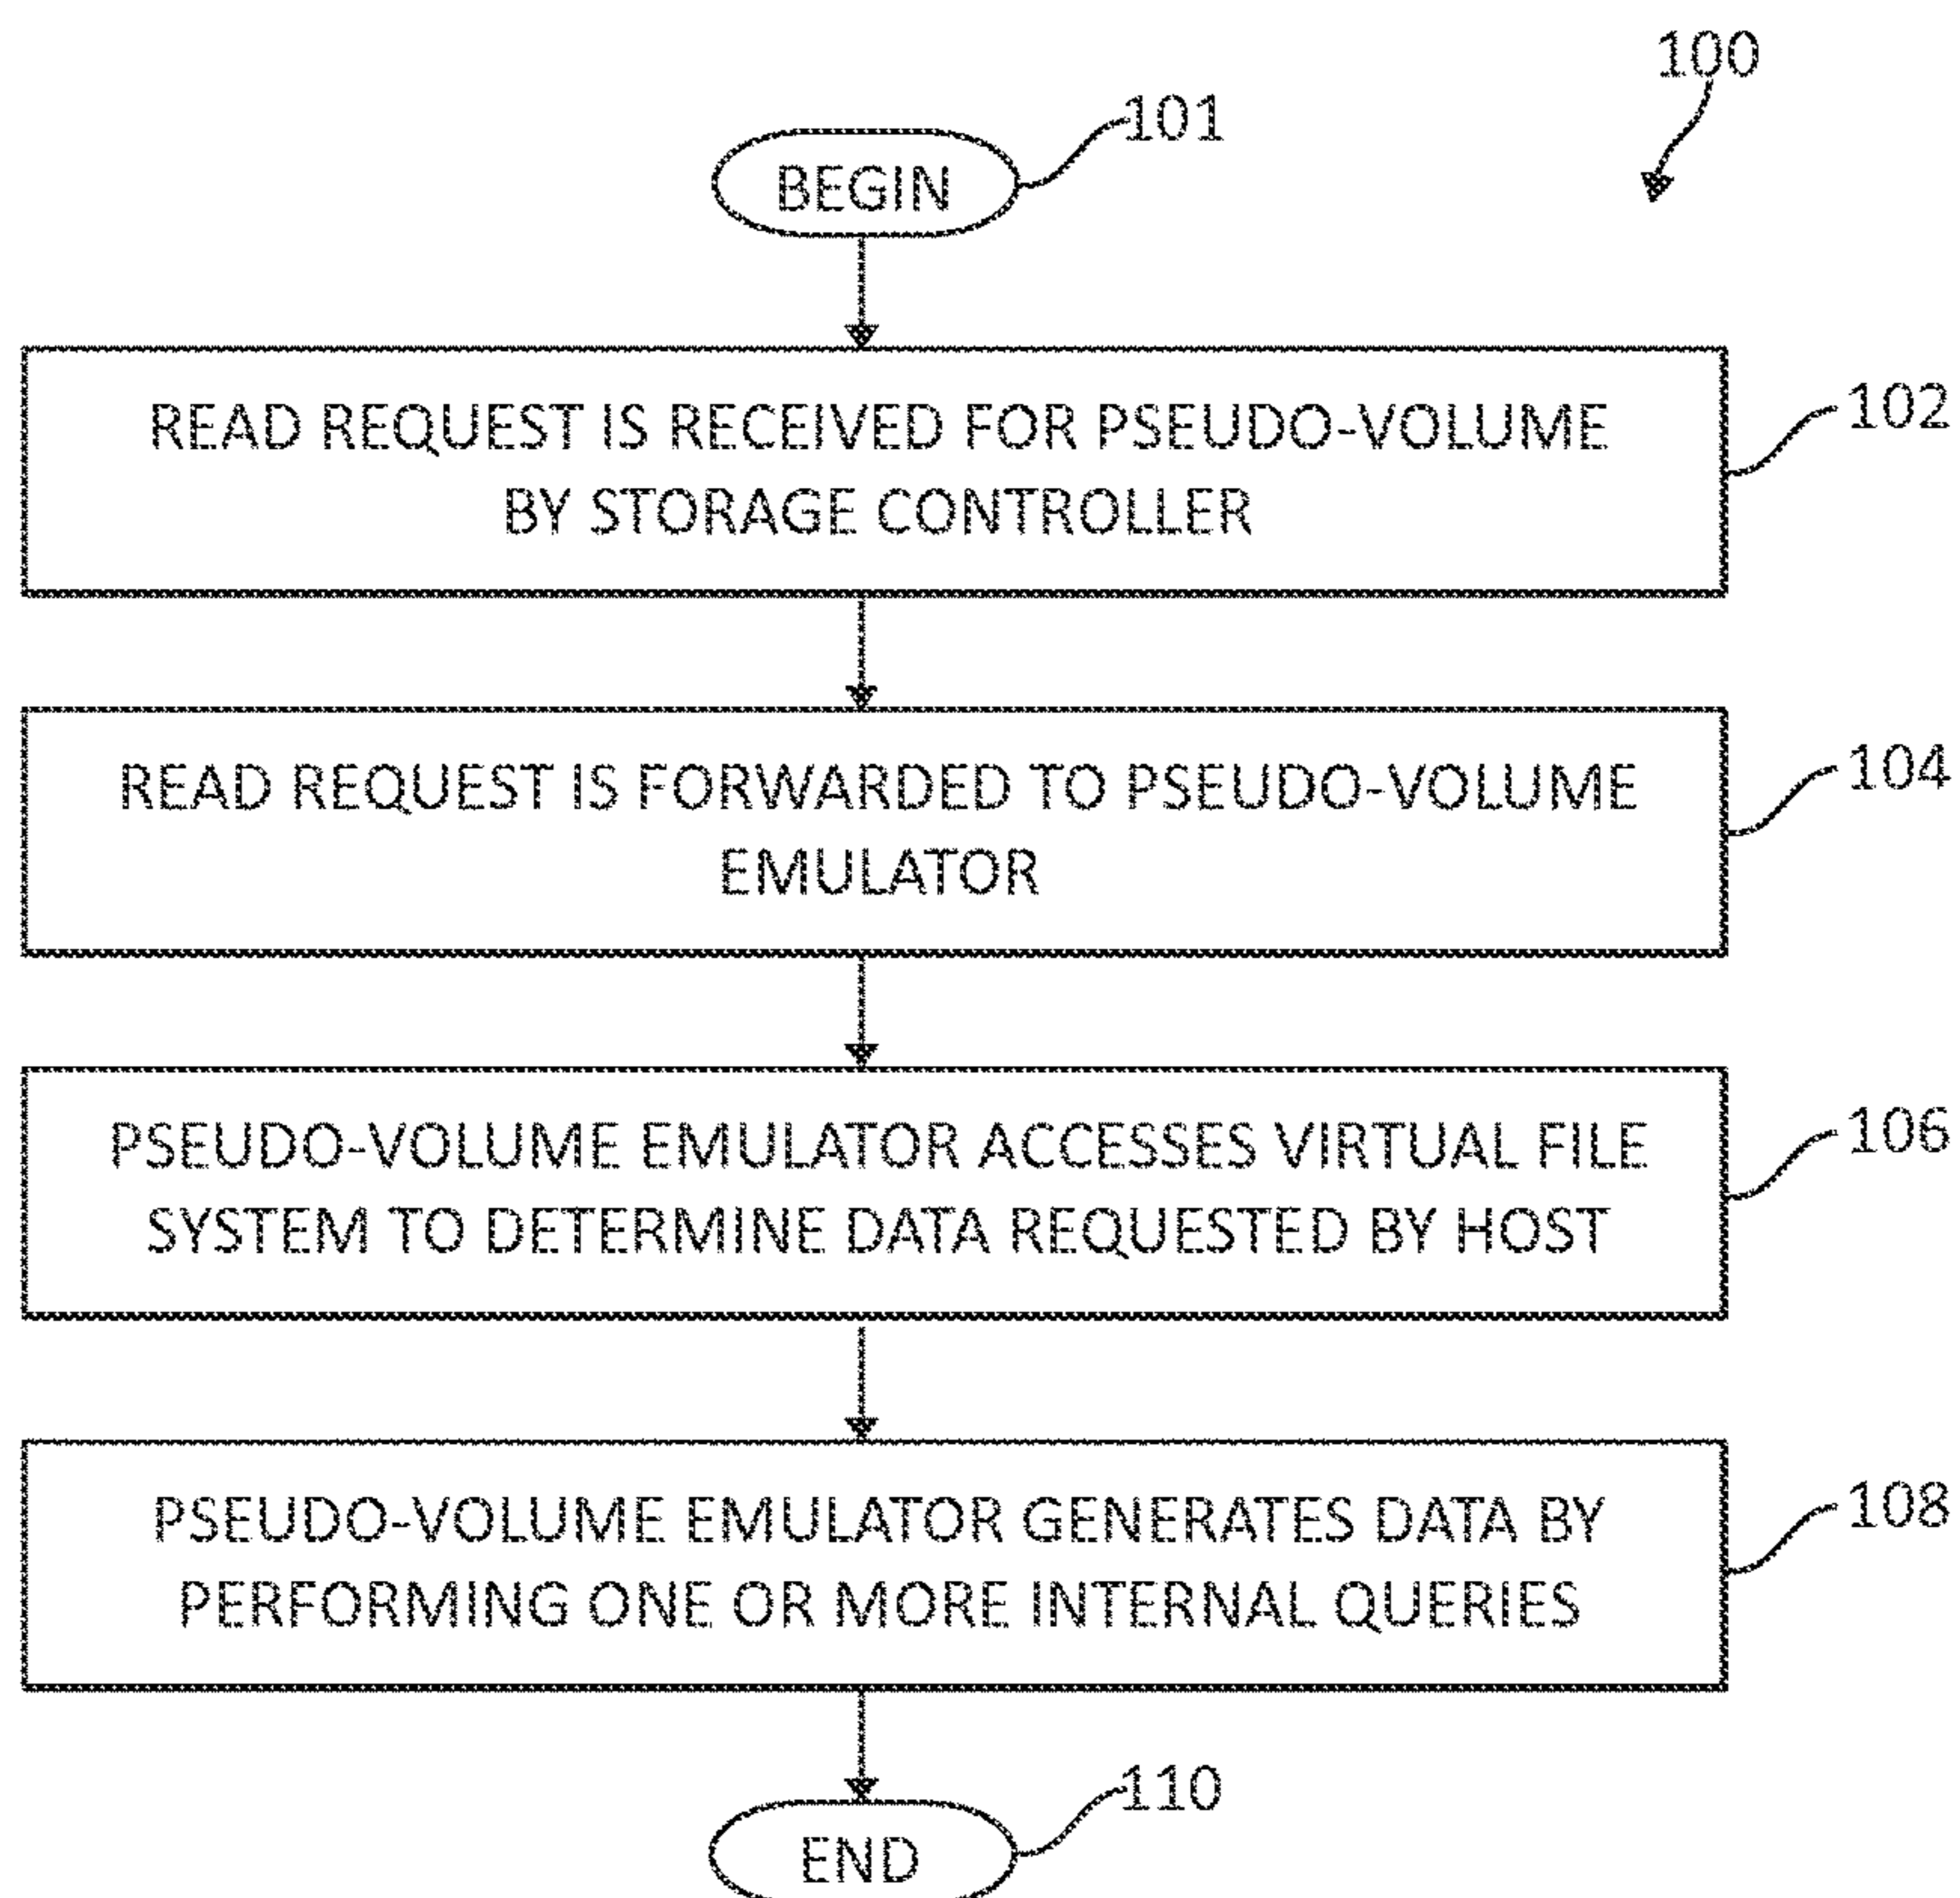 100
101
BEGIN
READ REQUEST IS RECEIVED FOR PSEUDO-VOLUME
BY STORAGE CONTROLLER
102
READ REQUEST IS FORWARDED TO PSEUDO-VOLUME
EMULATOR
104
PSEUDO-VOLUME EMULATOR ACCESSES VIRTUAL FILE
SYSTEM TO DETERMINE DATA REQUESTED BY HOST
106
PSEUDO-VOLUME EMULATOR GENERATES DATA BY
PERFORMING ONE OR MORE INTERNAL QUERIES
108
110
END